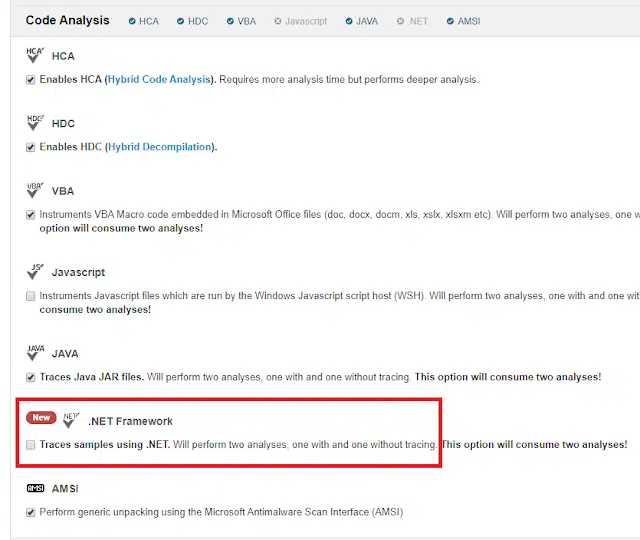 Code Analysis HCA HDC VBA Javascript JAVA NET AMSI
HCA HCA
Enables HCA (Hybrid Code Analysis). Requires more analysis time but performs deeper analysis.
HDC HDC
Enables HDC (Hybrid Decompilation).
VBA VBA
Instruments VBA Macro code embedded in Microsoft Office files (doc, docx, docm, xls, xslx, xlsxm etc). Will perform two analyses, one w
option will consume two analyses!
JS Javascript
Instruments Javascript files which are run by the Windows Javascript script host (WSH). Will perform two analyses, one with and one wit
consume two analyses!
JAVA JAVA
Traces Java JAR files. Will perform two analyses, one with and one without tracing. This option will consume two analyses!
New .NET .NET Framework
Traces samples using .NET. Will perform two analyses, one with and one without tracing. This option will consume two analyses!
AMSI AMSI
Perform generic unpacking using the Microsoft Antimalware Scan Interface (AMSI)